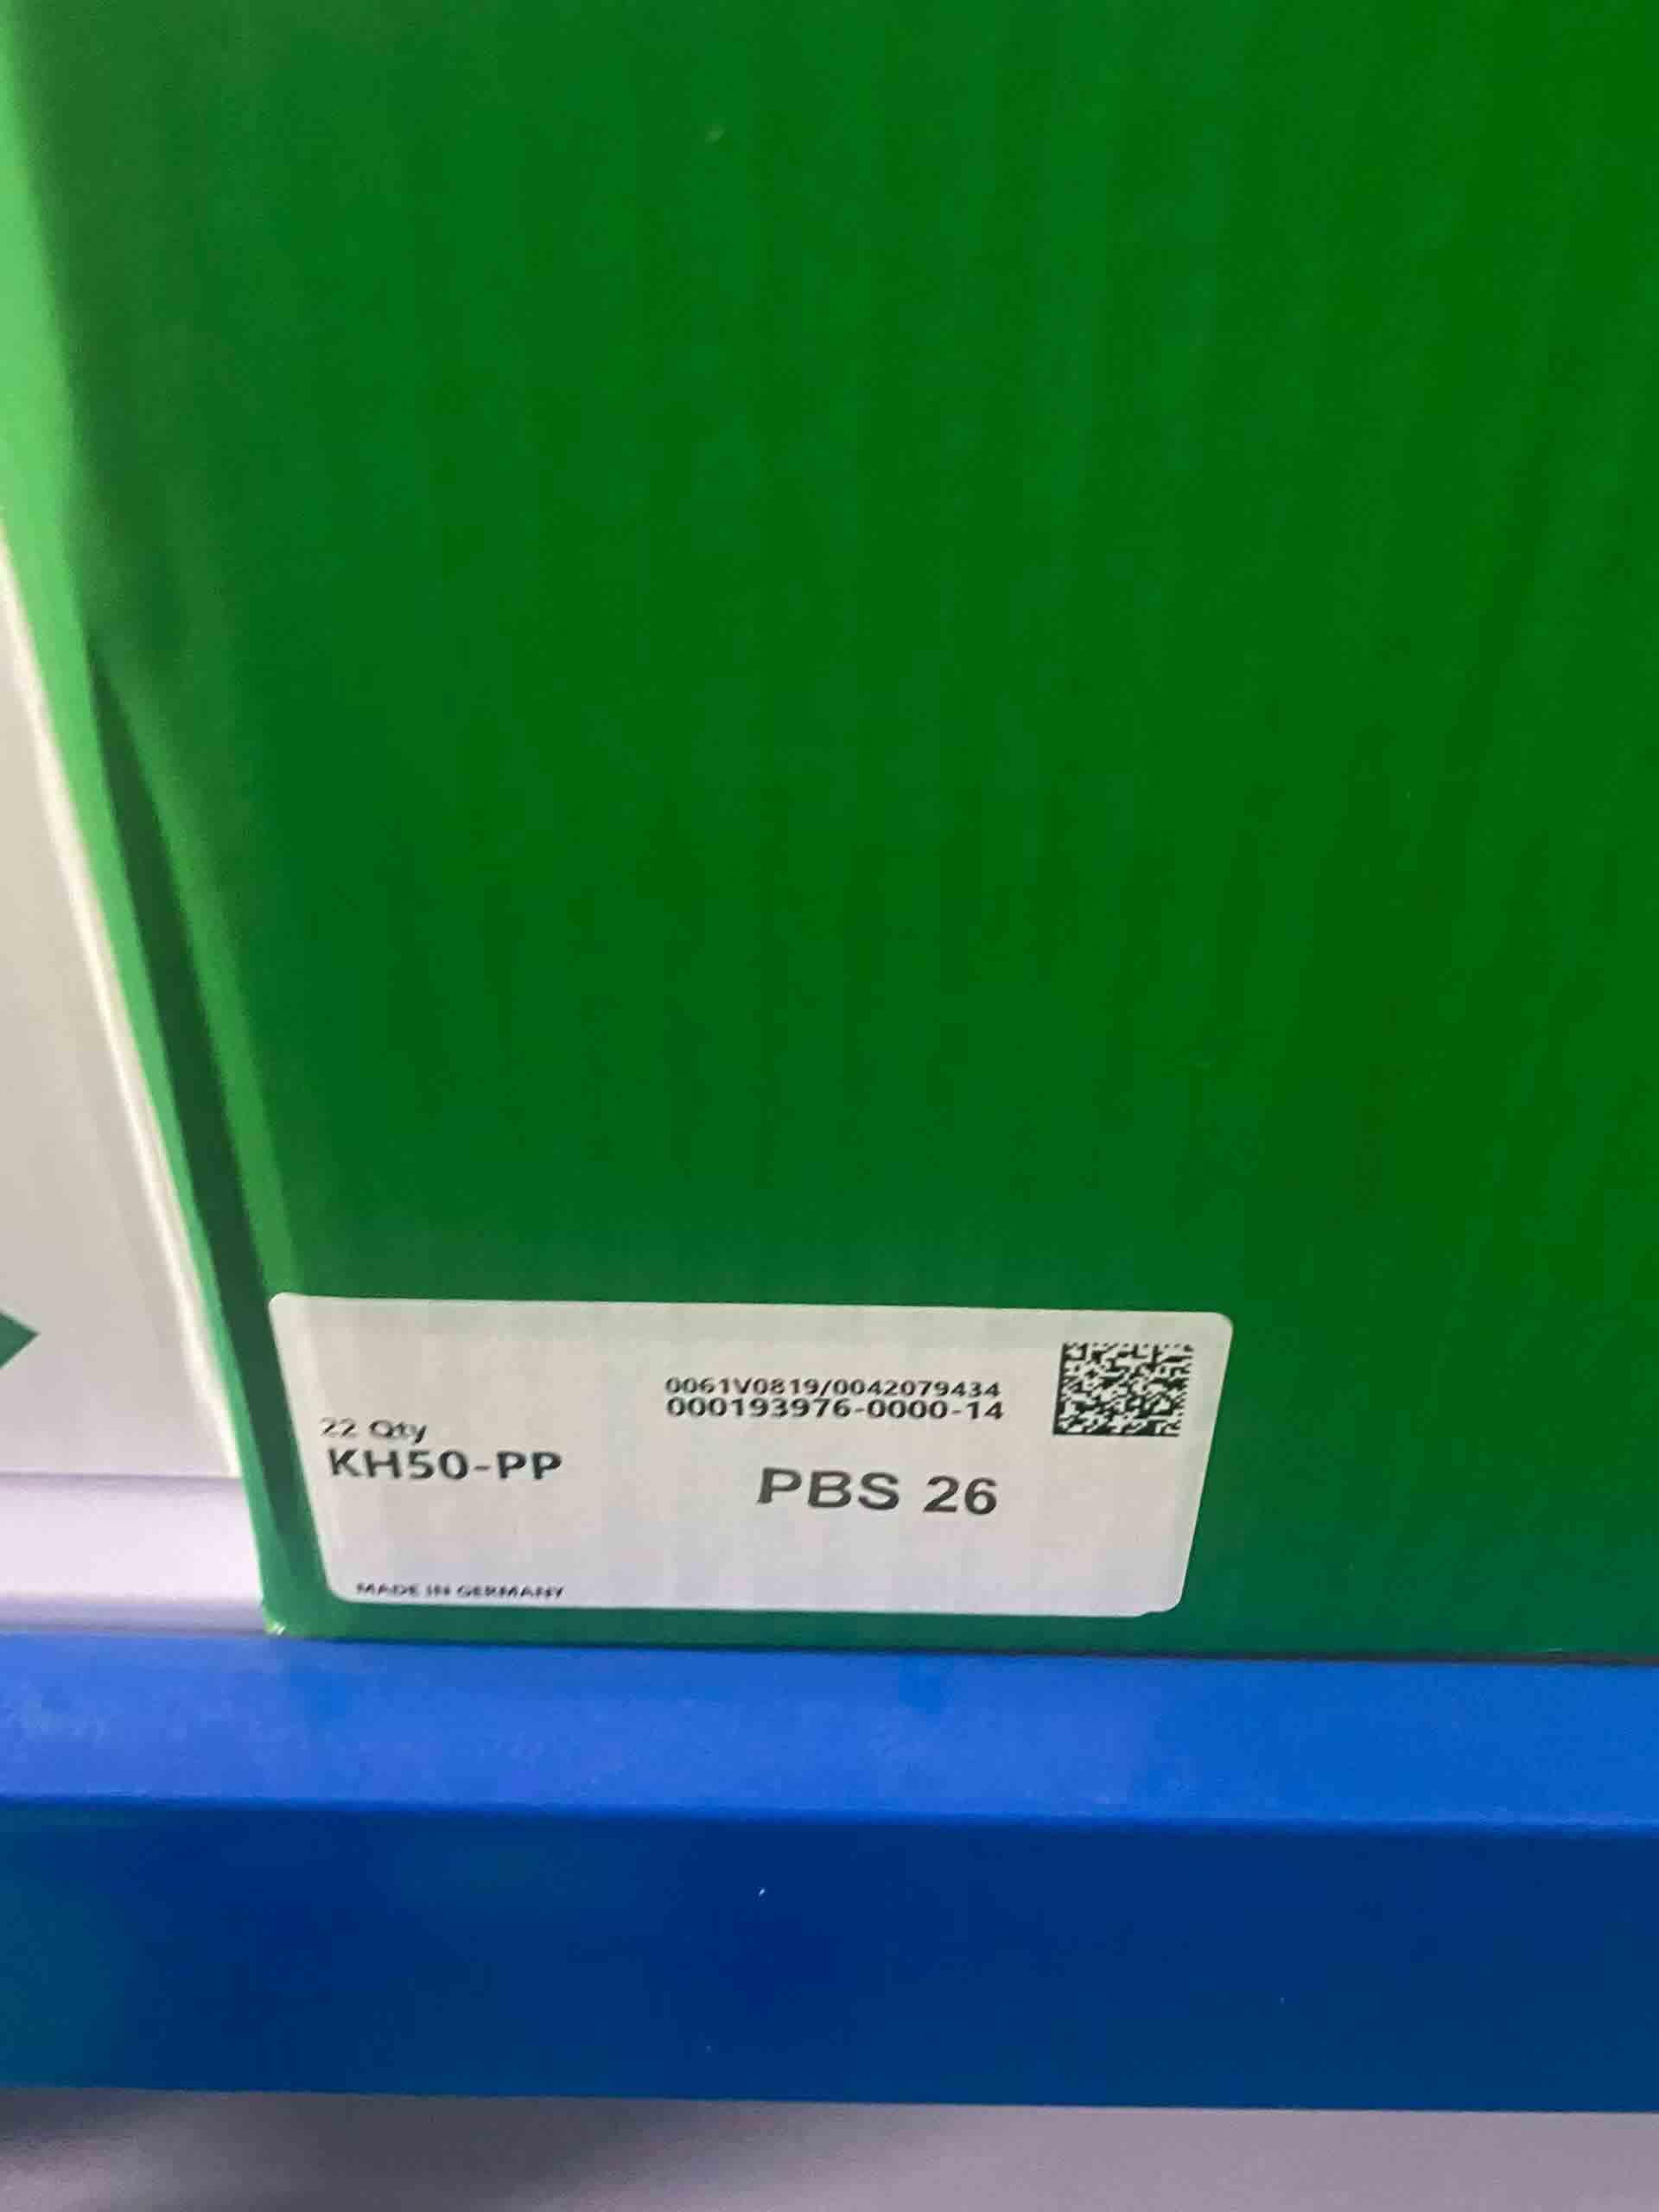 0061V0819/0042079434
000193976-0000-14
22 Qty
KH50-PP
PBS 26
MADE IN GERMANY